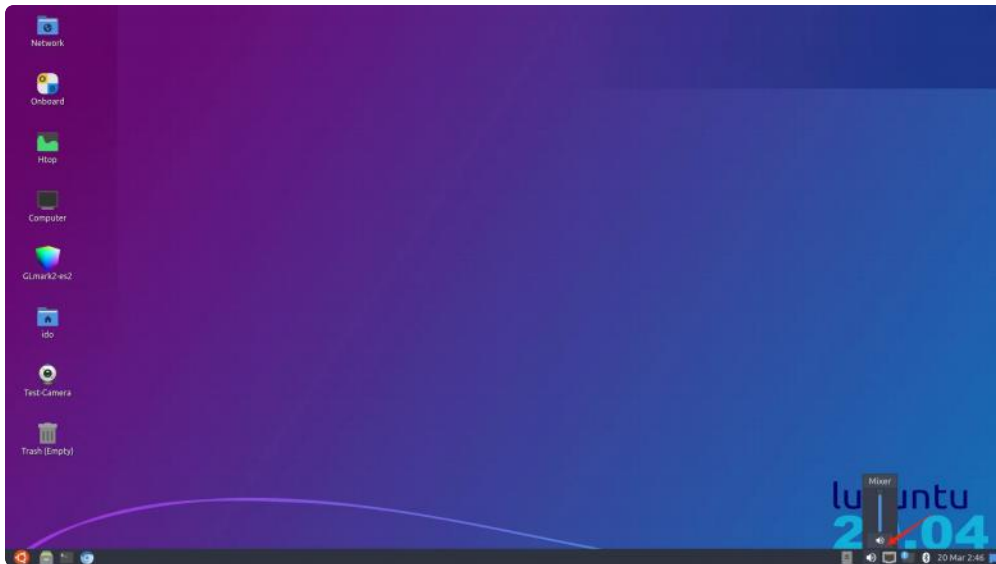 Network
Onboard
Htop
Computer
GLmark2-es2
ido
Test-Camera
Trash (Empty)
Mixer
20 Mar 2:46